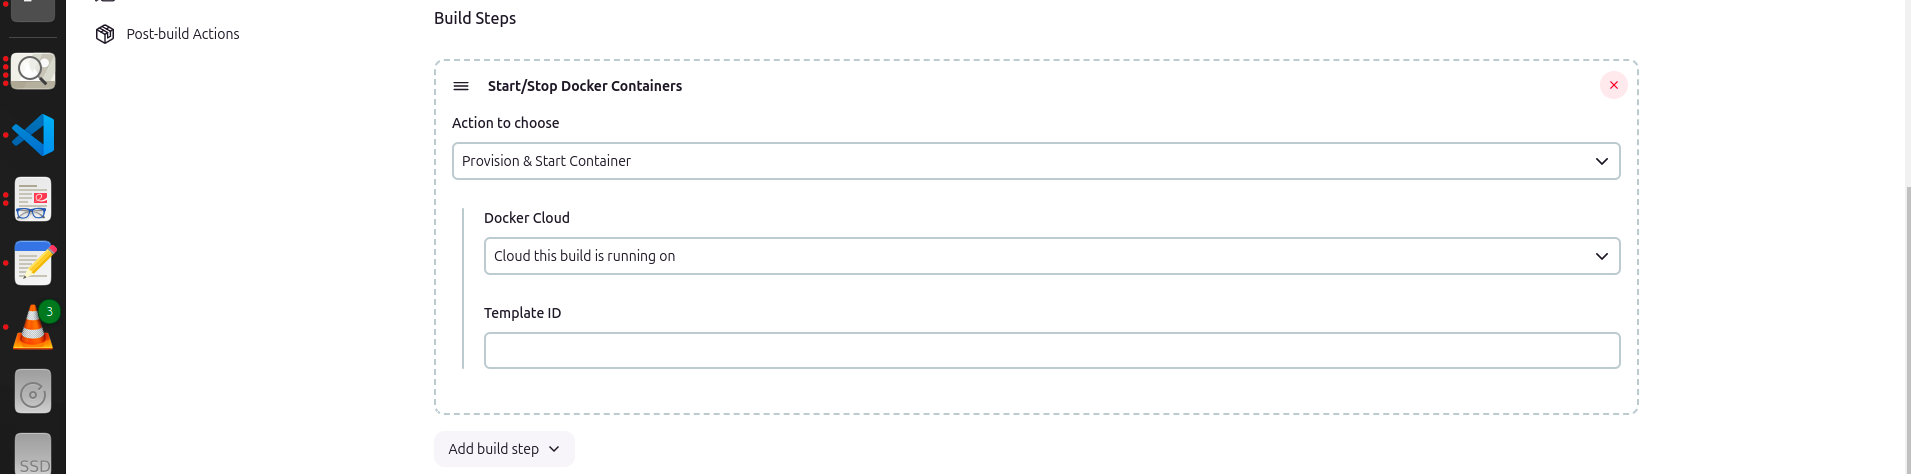 Build Steps
Post-build Actions
Start/Stop Docker Containers
Action to choose
Provision & Start Container
Docker Cloud
Cloud this build is running on
Template ID
3
Add build step
SSD